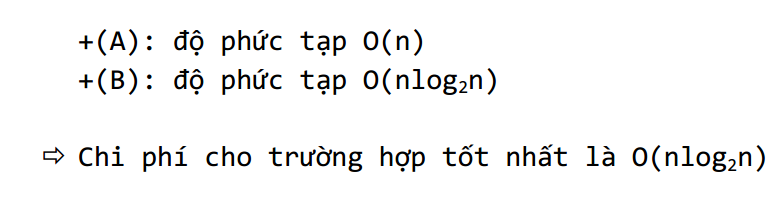 +(A): độ phức tạp O(n)
+(B): độ phức tạp O(nlog₂n)
⇨ Chi phí cho trường hợp tốt nhất là O(nlog₂n)